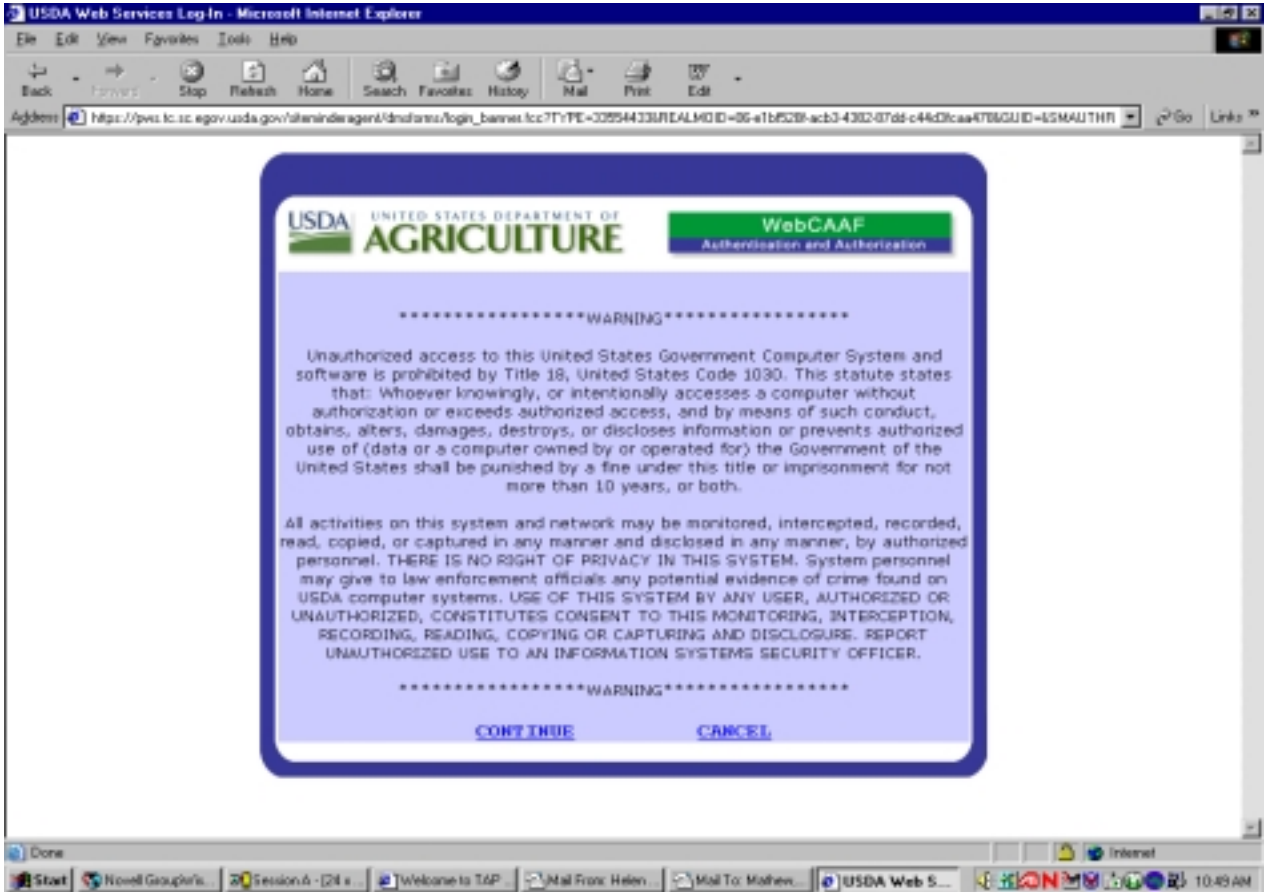 USDA Web Services Log-In - Microsoft Internet Explorer
File Edit View Favorites Tools Help
Back Forward Stop Refresh Home Search Favorites History Mail Print Edit
Address Go Links »
USDA UNITED STATES DEPARTMENT OF
AGRICULTURE
WebCAAF
Authentication and Authorization
*****************WARNING*****************
Unauthorized access to this United States Government Computer System and
software is prohibited by Title 18, United States Code 1030. This statute states
that: Whoever knowingly, or intentionally accesses a computer without
authorization or exceeds authorized access, and by means of such conduct,
obtains, alters, damages, destroys, or discloses information or prevents authorized
use of (data or a computer owned by or operated for) the Government of the
United States shall be punished by a fine under this title or imprisonment for not
more than 10 years, or both.
All activities on this system and network may be monitored, intercepted, recorded,
read, copied, or captured in any manner and disclosed in any manner, by authorized
personnel. THERE IS NO RIGHT OF PRIVACY IN THIS SYSTEM. System personnel
may give to law enforcement officials any potential evidence of crime found on
USDA computer systems. USE OF THIS SYSTEM BY ANY USER, AUTHORIZED OR
UNAUTHORIZED, CONSTITUTES CONSENT TO THIS MONITORING, INTERCEPTION,
RECORDING, READING, COPYING OR CAPTURING AND DISCLOSURE. REPORT
UNAUTHORIZED USE TO AN INFORMATION SYSTEMS SECURITY OFFICER.
*****************WARNING*****************
CONTINUE CANCEL
Done Internet
Start Novell GroupWis... Session A - [24 x ... Welcome to TAP ... Mail From: Helen ... Mail To: Mathew... USDA Web S... 10:49 AM